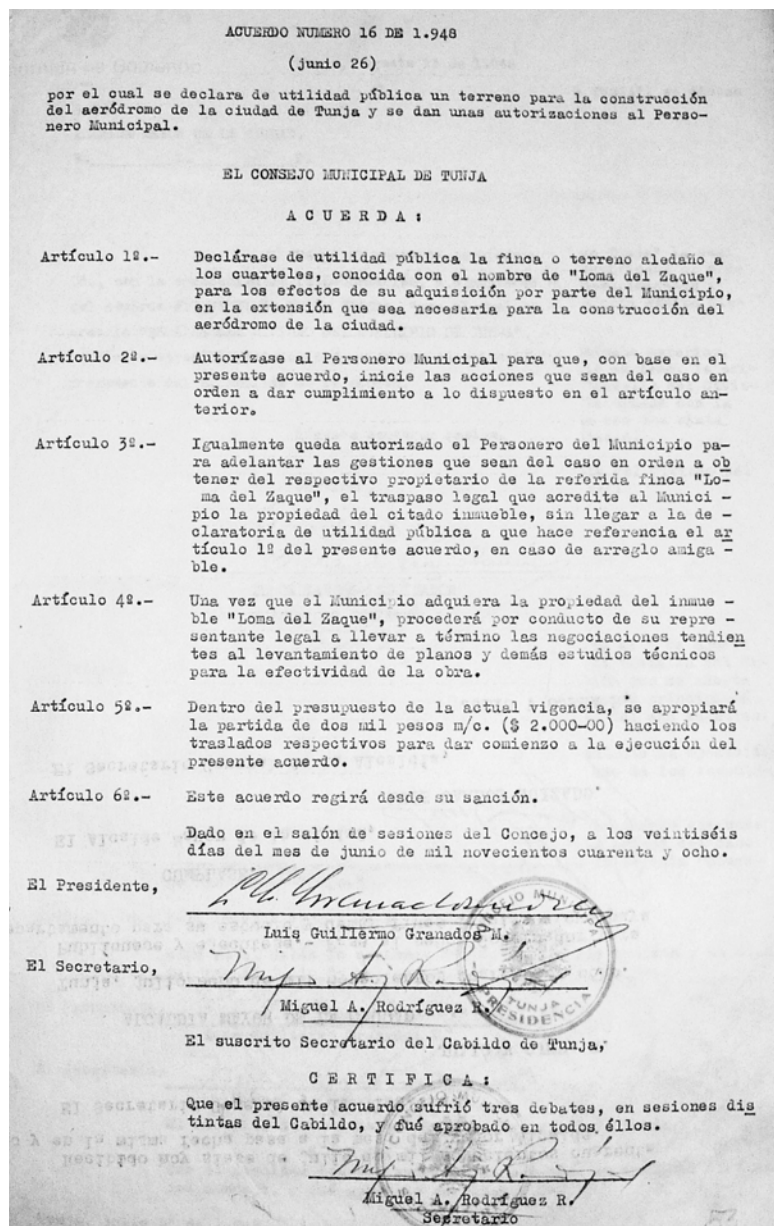 ACUERDO NUMERO 16 DE 1.948
(junio 26)
por el cual se declara de utilidad pública un terreno para la construcción
del aeródromo de la ciudad de Tunja y se dan unas autorizaciones al Perso-
nero Municipal.
EL CONSEJO MUNICIPAL DE TUNJA
A C U E R D A :
Artículo 1º.- Declárase de utilidad pública la finca o terreno aledaño a
los cuarteles, conocida con el nombre de "Loma del Zaque",
para los efectos de su adquisición por parte del Municipio,
en la extensión que sea necesaria para la construcción del
aeródromo de la ciudad.
Artículo 2º.- Autorízase al Personero Municipal para que, con base en el
presente acuerdo, inicie las acciones que sean del caso en
orden a dar cumplimiento a lo dispuesto en el artículo an-
terior.
Artículo 3º.- Igualmente queda autorizado el Personero del Municipio pa-
ra adelantar las gestiones que sean del caso en orden a ob
tener del respectivo propietario de la referida finca "Lo-
ma del Zaque", el traspaso legal que acredite al Munici -
pio la propiedad del citado inmueble, sin llegar a la de -
claratoria de utilidad pública a que hace referencia el ar
tículo 1º del presente acuerdo, en caso de arreglo amiga -
ble.
Artículo 4º.- Una vez que el Municipio adquiera la propiedad del inmue -
ble "Loma del Zaque", procederá por conducto de su repre -
sentante legal a llevar a término las negociaciones tendien
tes al levantamiento de planos y demás estudios técnicos
para la efectividad de la obra.
Artículo 5º.- Dentro del presupuesto de la actual vigencia, se apropiará
la partida de dos mil pesos m/c. ($ 2.000-00) haciendo los
traslados respectivos para dar comienzo a la ejecución del
presente acuerdo.
Artículo 6º.- Este acuerdo regirá desde su sanción.
Dado en el salón de sesiones del Concejo, a los veintiséis
días del mes de junio de mil novecientos cuarenta y ocho.
El Presidente,
Luis Guillermo Granados M.
El Secretario,
Miguel A. Rodríguez R.
CONSEJO MUNICIPAL
TUNJA
PRESIDENCIA
El suscrito Secretario del Cabildo de Tunja,
C E R T I F I C A :
Que el presente acuerdo sufrió tres debates, en sesiones dis
tintas del Cabildo, y fué aprobado en todos éllos.
Miguel A. Rodríguez R.
Secretario